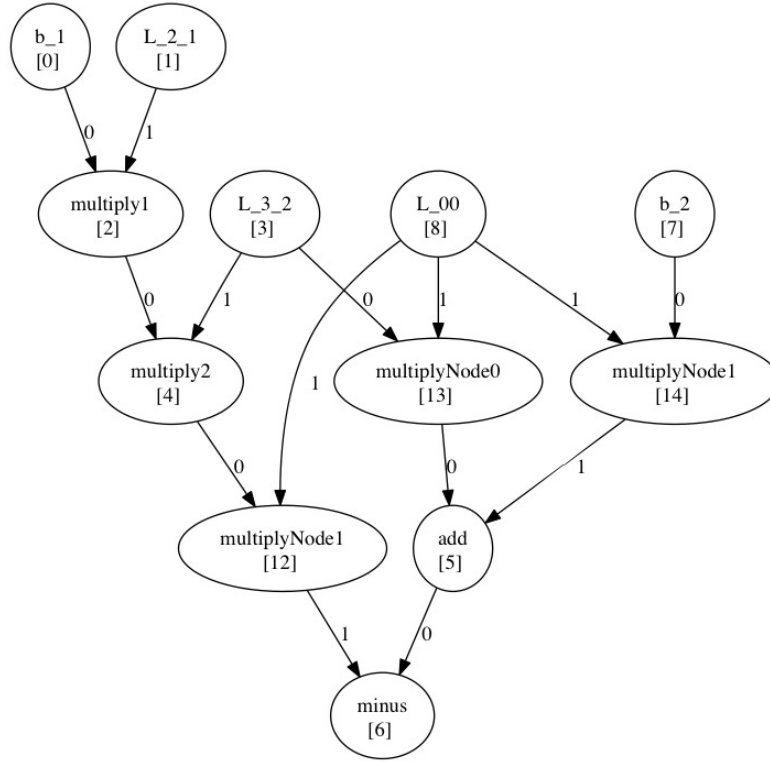 b_1
[0]
L_2_1
[1]
0
1
multiply1
[2]
L_3_2
[3]
L_00
[8]
b_2
[7]
0
1
0
1
1
0
multiply2
[4]
1
multiplyNode0
[13]
multiplyNode1
[14]
0
0
1
multiplyNode1
[12]
add
[5]
1
0
minus
[6]